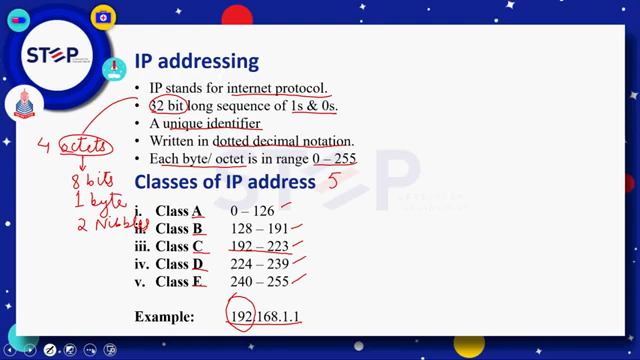 STEP
IP addressing
IP stands for internet protocol.
32 bit long sequence of 1s & 0s.
A unique identifier
Written in dotted decimal notation.
Each byte/ octet is in range 0 – 255
4 octets
8 bits
1 byte
2 Nibbles
Classes of IP address 5
i. Class A 0 – 126
ii. Class B 128 – 191
iii. Class C 192 – 223
iv. Class D 224 – 239
v. Class E 240 – 255
Example: 192.168.1.1
STEP